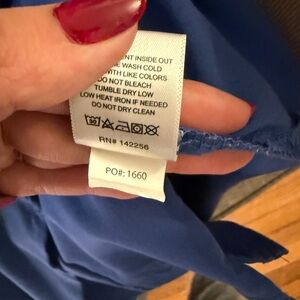 NT INSIDE OUT
E WASH COLD
WITH LIKE COLORS
DO NOT BLEACH
TUMBLE DRY LOW
LOW HEAT IRON IF NEEDED
DO NOT DRY CLEAN
RN# 142256
PO#: 1660